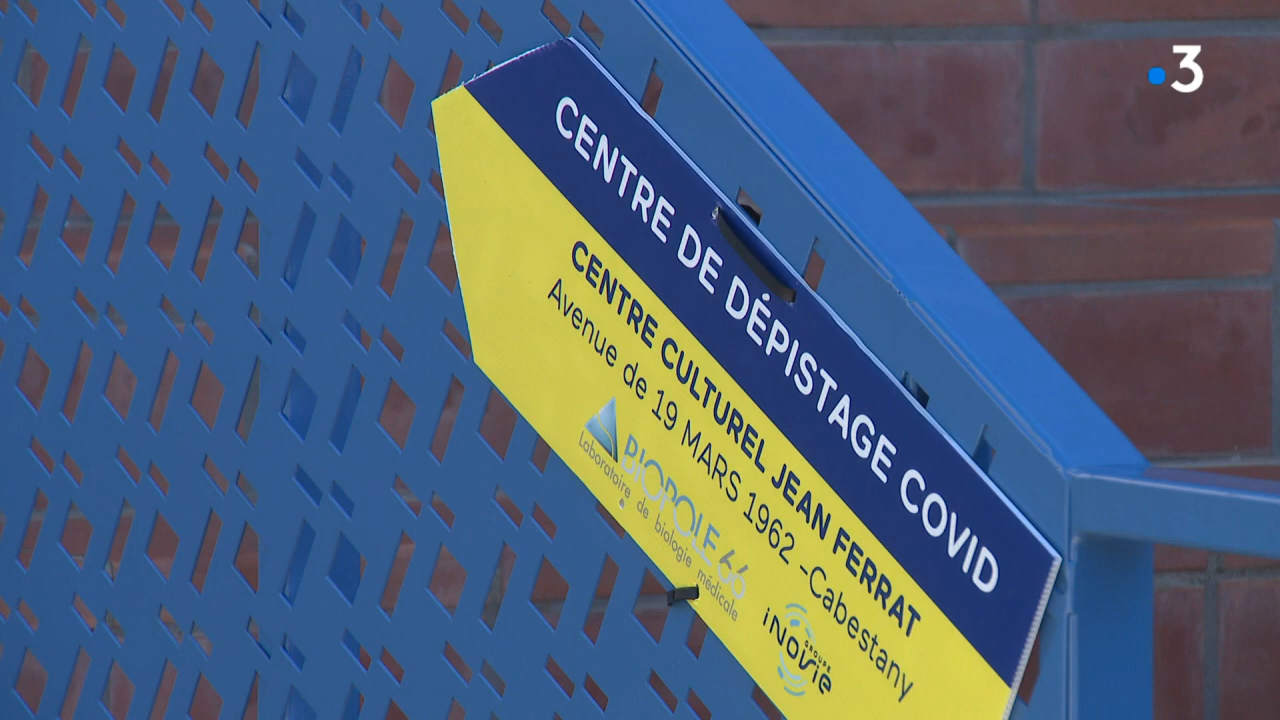 3
CENTRE DE DÉPISTAGE COVID
CENTRE CULTUREL JEAN FERRAT
Avenue de 19 MARS 1962 -Cabestany
BIOPOLE 66
Laboratoire de biologie médicale
GROUPE
iNovie